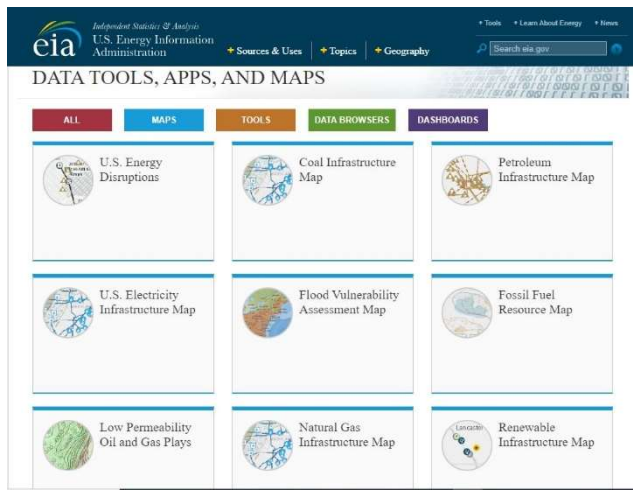 Tools Learn About Energy News
eia
Independent Statistics & Analysis
U.S. Energy Information
Administration
+ Sources & Uses + Topics + Geography
Search eia.gov
DATA TOOLS, APPS, AND MAPS
ALL MAPS TOOLS DATA BROWSERS DASHBOARDS
U.S. Energy
Disruptions
Coal Infrastructure
Map
Petroleum
Infrastructure Map
U.S. Electricity
Infrastructure Map
Flood Vulnerability
Assessment Map
Fossil Fuel
Resource Map
Low Permeability
Oil and Gas Plays
Natural Gas
Infrastructure Map
Lancaster
Renewable
Infrastructure Map